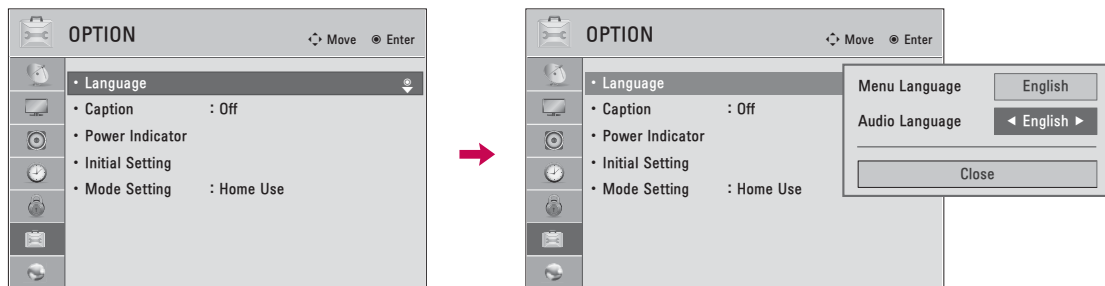 OPTION
Move Enter
• Language
• Caption : Off
• Power Indicator
• Initial Setting
• Mode Setting : Home Use
OPTION
Move Enter
• Language
• Caption : Off
• Power Indicator
• Initial Setting
• Mode Setting : Home Use
Menu Language English
Audio Language ◀ English ▶
Close